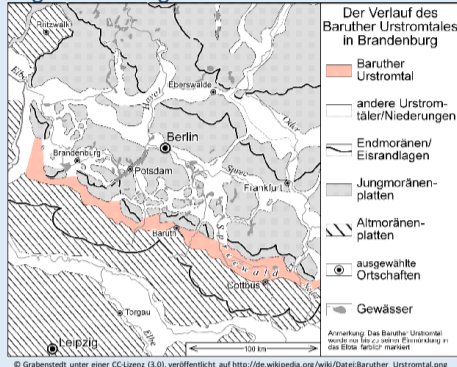 Der Verlauf des
Baruther Urstromtales
in Brandenburg
Baruther
Urstromtal
andere Urstrom-
täler/Niederungen
Endmoränen/
Eisrandlagen
Jungmoränen-
platten
Altmoränen-
platten
ausgewählte
Ortschaften
Gewässer
Anmerkung: Das Baruther Urstromtal
wurde nur bis zu seiner Einmündung in
das Elbtal farblich markiert
Elbe
Eberswalde
Havel
Oder
Berlin
Brandenburg
Potsdam
Spree
Frankfurt
Baruth
Spreewald
Cottbus
Torgau
Elbe
Leipzig
100 km
© Grabenstedt unter einer CC-Lizenz (3.0), veröffentlicht auf http://de.wikipedia.org/wiki/Datei:Baruther_Urstromtal.png